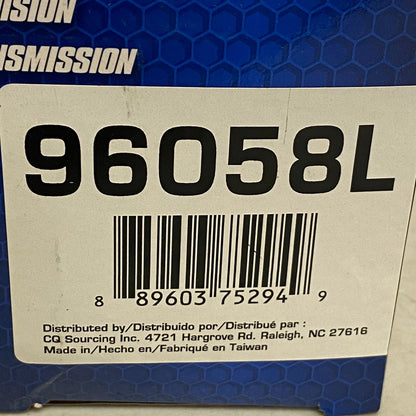 NSMISSION
96058L
8 89603 75294 9
Distributed by/Distribuido por/Distribué par :
CQ Sourcing Inc. 4721 Hargrove Rd. Raleigh, NC 27616
Made in/Hecho en/Fabriqué en Taiwan